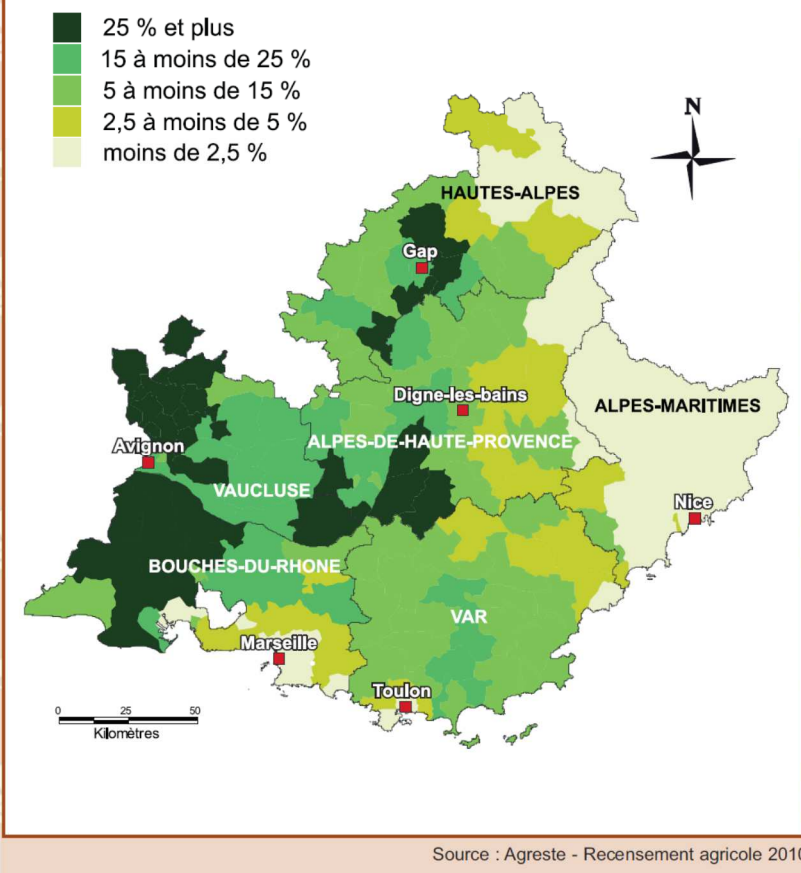 25 % et plus
15 à moins de 25 %
5 à moins de 15 %
2,5 à moins de 5 %
moins de 2,5 %
N
HAUTES-ALPES
Gap
Digne-les-bains
ALPES-MARITIMES
Avignon
ALPES-DE-HAUTE-PROVENCE
VAUCLUSE
Nice
BOUCHES-DU-RHONE
VAR
Marseille
Toulon
0 25 50
Kilomètres
Source : Agreste - Recensement agricole 2010